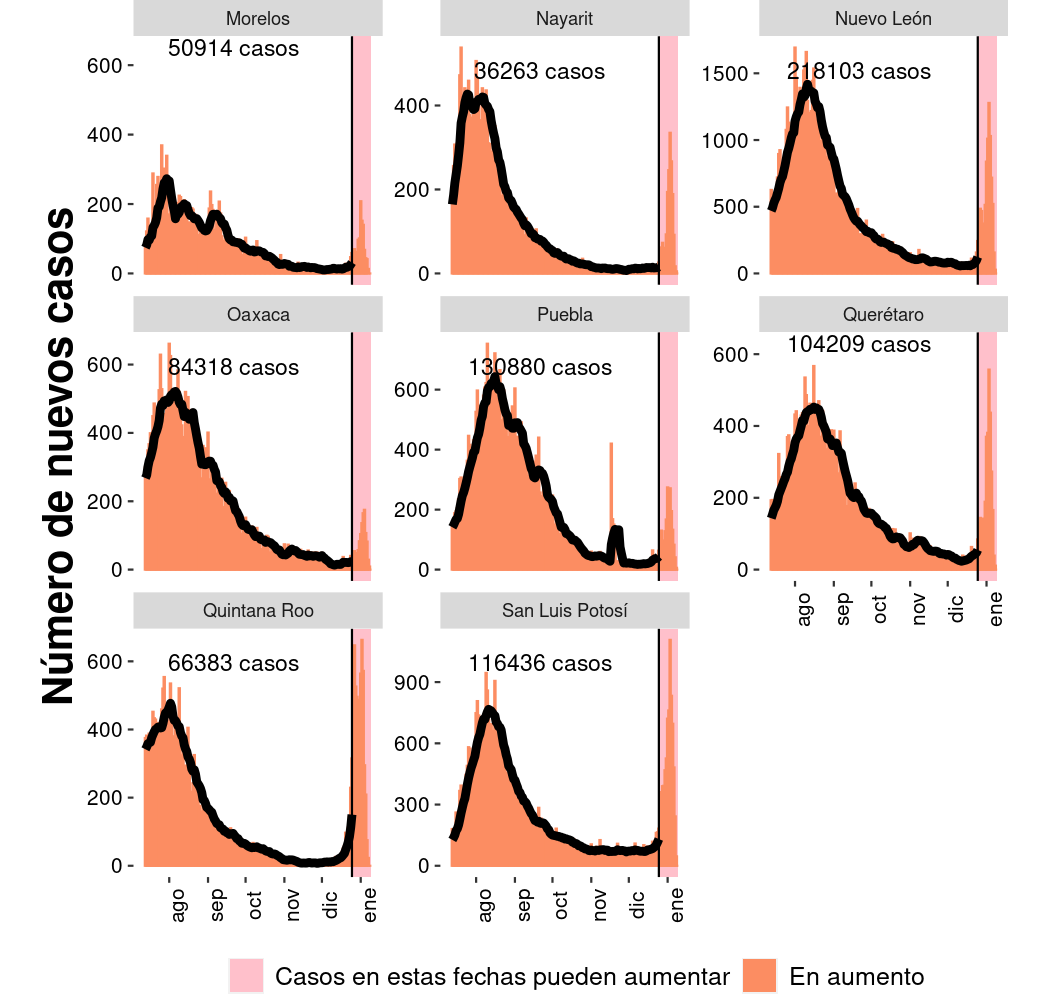 Número de nuevos casos
Morelos
Nayarit
Nuevo León
50914 casos
36263 casos
218103 casos
600
400
200
0
400
200
0
1500
1000
500
0
Oaxaca
Puebla
Querétaro
84318 casos
130880 casos
104209 casos
600
400
200
0
600
400
200
0
600
400
200
0
ago sep oct nov dic ene
Quintana Roo
San Luis Potosí
66383 casos
116436 casos
600
400
200
0
900
600
300
0
ago sep oct nov dic ene
ago sep oct nov dic ene
Casos en estas fechas pueden aumentar
En aumento